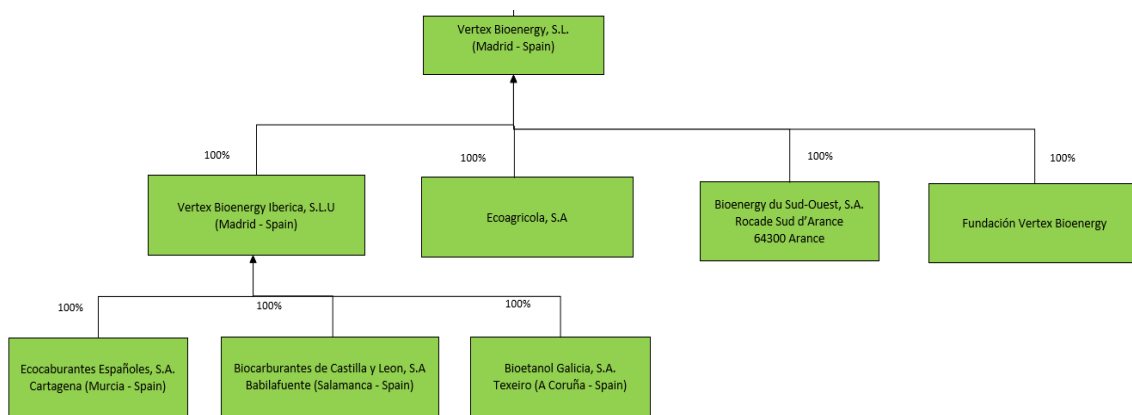 Vertex Bioenergy, S.L.
(Madrid - Spain)
100%
100%
100%
100%
Vertex Bioenergy Iberica, S.L.U
(Madrid - Spain)
Ecoagricola, S.A
Bioenergy du Sud-Ouest, S.A.
Rocade Sud d'Arance
64300 Arance
Fundación Vertex Bioenergy
100%
100%
100%
Ecocaburantes Españoles, S.A.
Cartagena (Murcia - Spain)
Biocarburantes de Castilla y Leon, S.A
Babilafuente (Salamanca - Spain)
Bioetanol Galicia, S.A.
Texeiro (A Coruña - Spain)